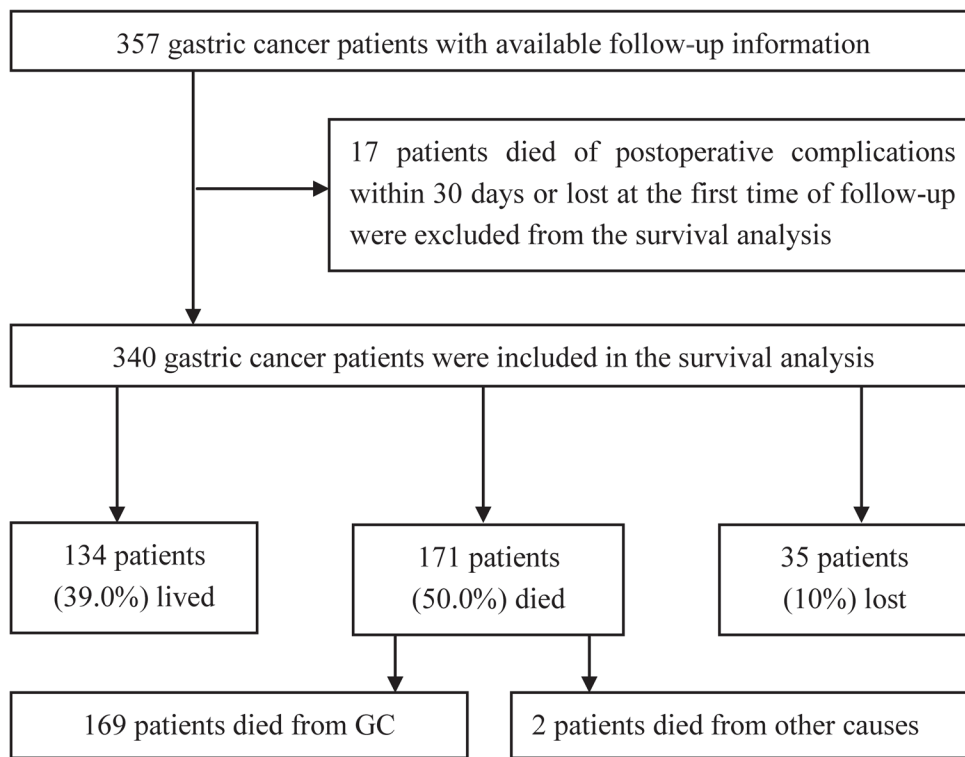 357 gastric cancer patients with available follow-up information
17 patients died of postoperative complications
within 30 days or lost at the first time of follow-up
were excluded from the survival analysis
340 gastric cancer patients were included in the survival analysis
134 patients
(39.0%) lived
171 patients
(50.0%) died
35 patients
(10%) lost
169 patients died from GC
2 patients died from other causes